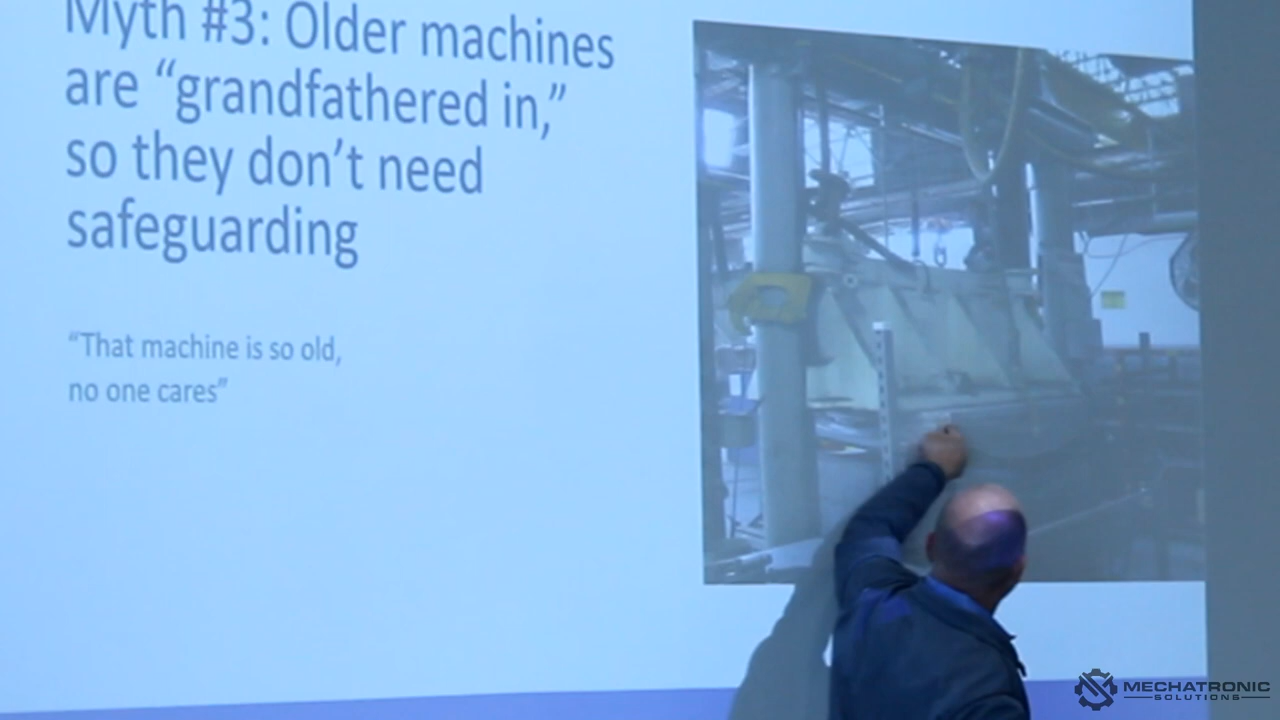 Myth #3: Older machines
are “grandfathered in,”
so they don’t need
safeguarding
“That machine is so old,
no one cares”
MECHATRONIC
SOLUTIONS